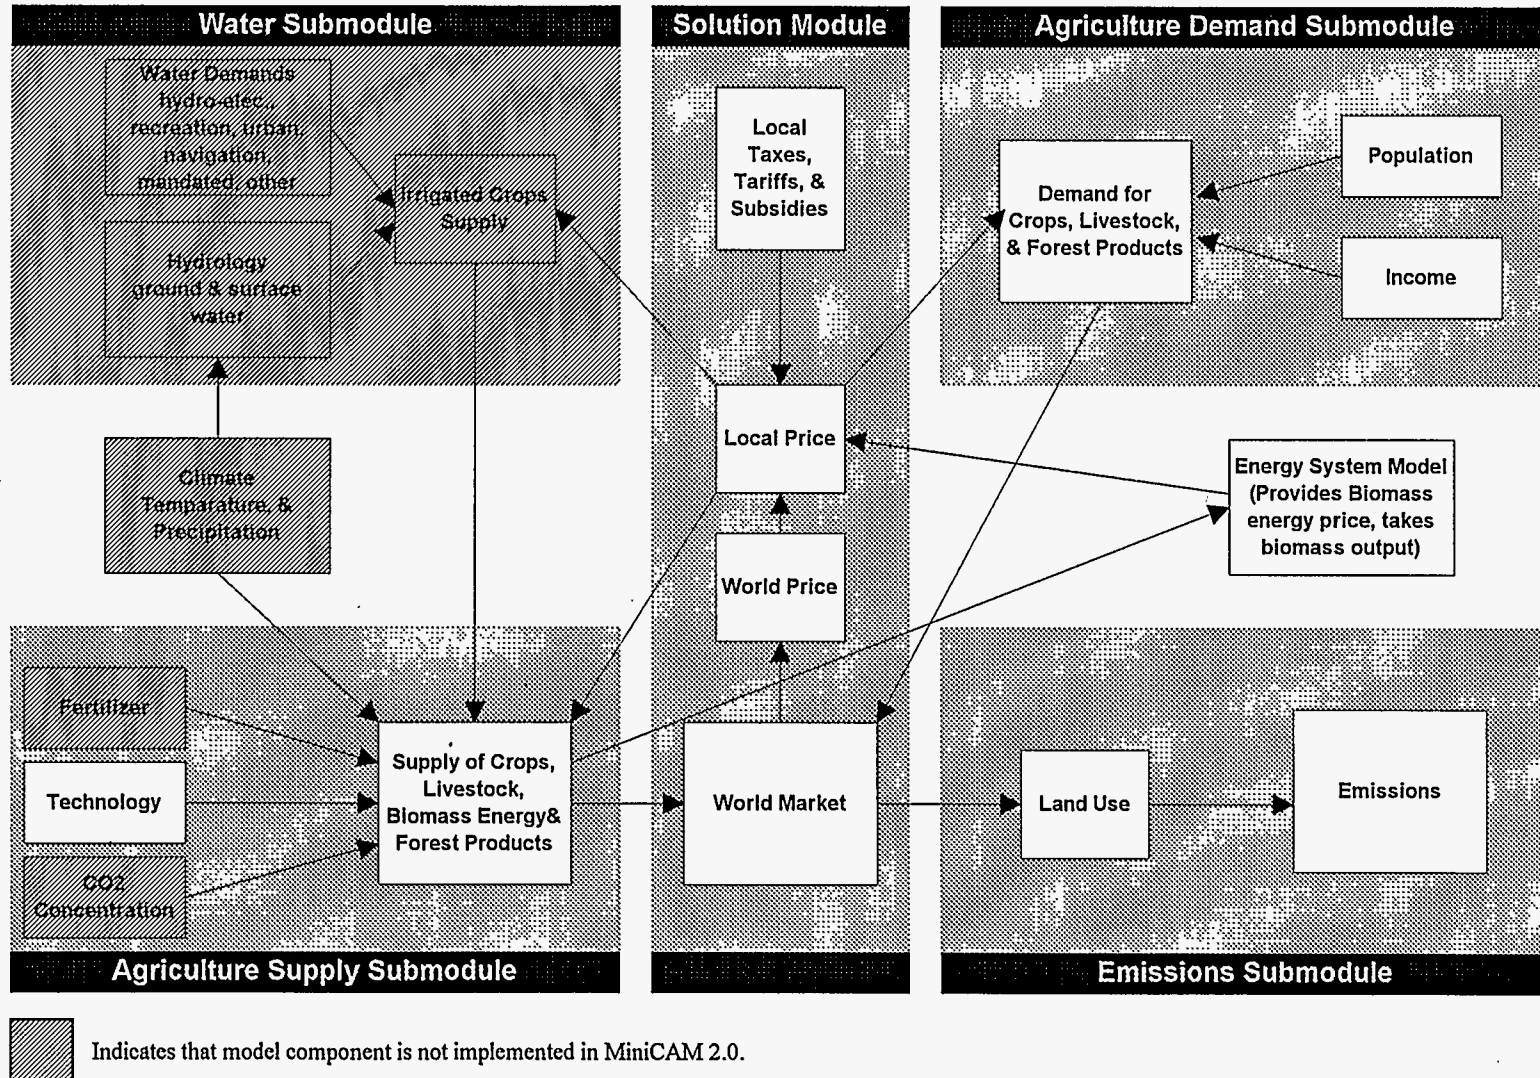 Water Submodule
Water Demands
hydro-elec.,
recreation, urban,
navigation,
mandated, other
Irrigated Crops
Supply
Hydrology
ground & surface
water
Climate
Temparature, &
Precipitation
Solution Module
Local
Taxes,
Tariffs, &
Subsidies
Local Price
World Price
World Market
Agriculture Demand Submodule
Demand for
Crops, Livestock,
& Forest Products
Population
Income
Energy System Model
(Provides Biomass
energy price, takes
biomass output)
Fertilizer
Technology
CO2
Concentration
Supply of Crops,
Livestock,
Biomass Energy&
Forest Products
Agriculture Supply Submodule
Land Use
Emissions
Emissions Submodule
Indicates that model component is not implemented in MiniCAM 2.0.